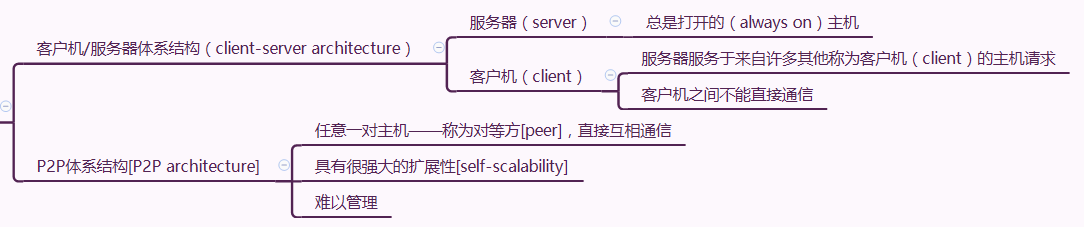 客户机/服务器体系结构（client-server architecture）
服务器（server）
总是打开的（always on）主机
客户机（client）
服务器服务于来自许多其他称为客户机（client）的主机请求
客户机之间不能直接通信
P2P体系结构[P2P architecture]
任意一对主机——称为对等方[peer]，直接互相通信
具有很强大的扩展性[self-scalability]
难以管理